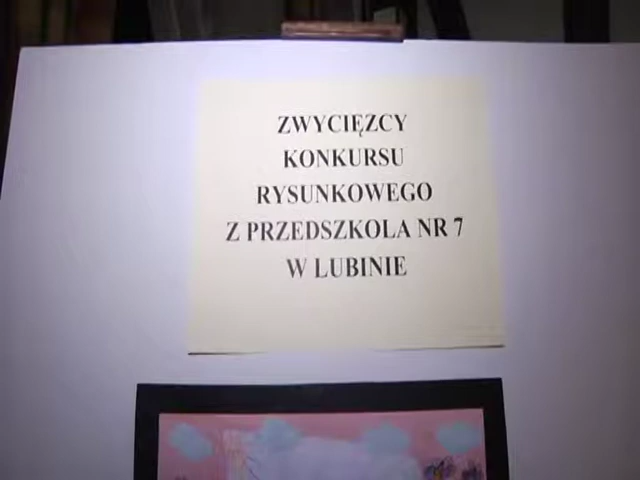 ZWYCIĘZCY
KONKURSU
RYSUNKOWEGO
Z PRZEDSZKOLA NR 7
W LUBINIE